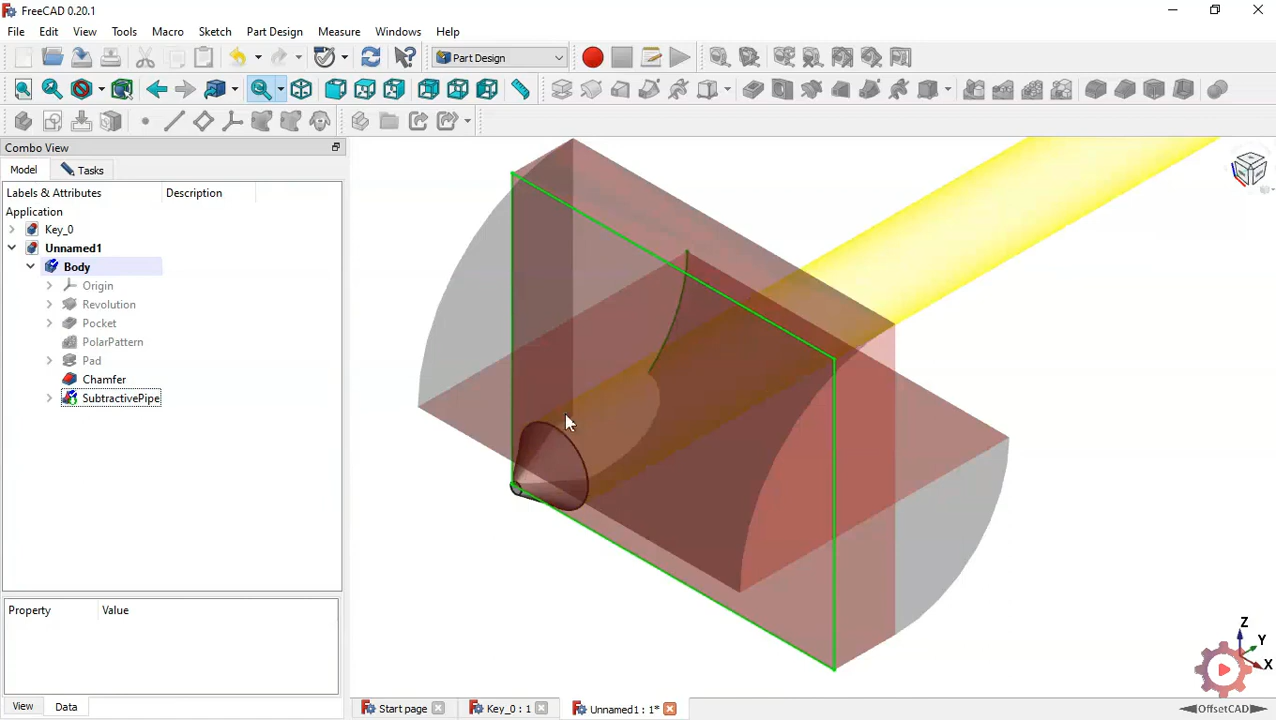 FreeCAD 0.20.1
File Edit View Tools Macro Sketch Part Design Measure Windows Help
Part Design
Combo View
Model Tasks
Labels & Attributes Description
Application
Key_0
Unnamed1
Body
Origin
Revolution
Pocket
PolarPattern
Pad
Chamfer
SubtractivePipe
Property Value
View Data
Start page Key_0 : 1 Unnamed1 : 1*
Z
Y
X
OffsetCAD